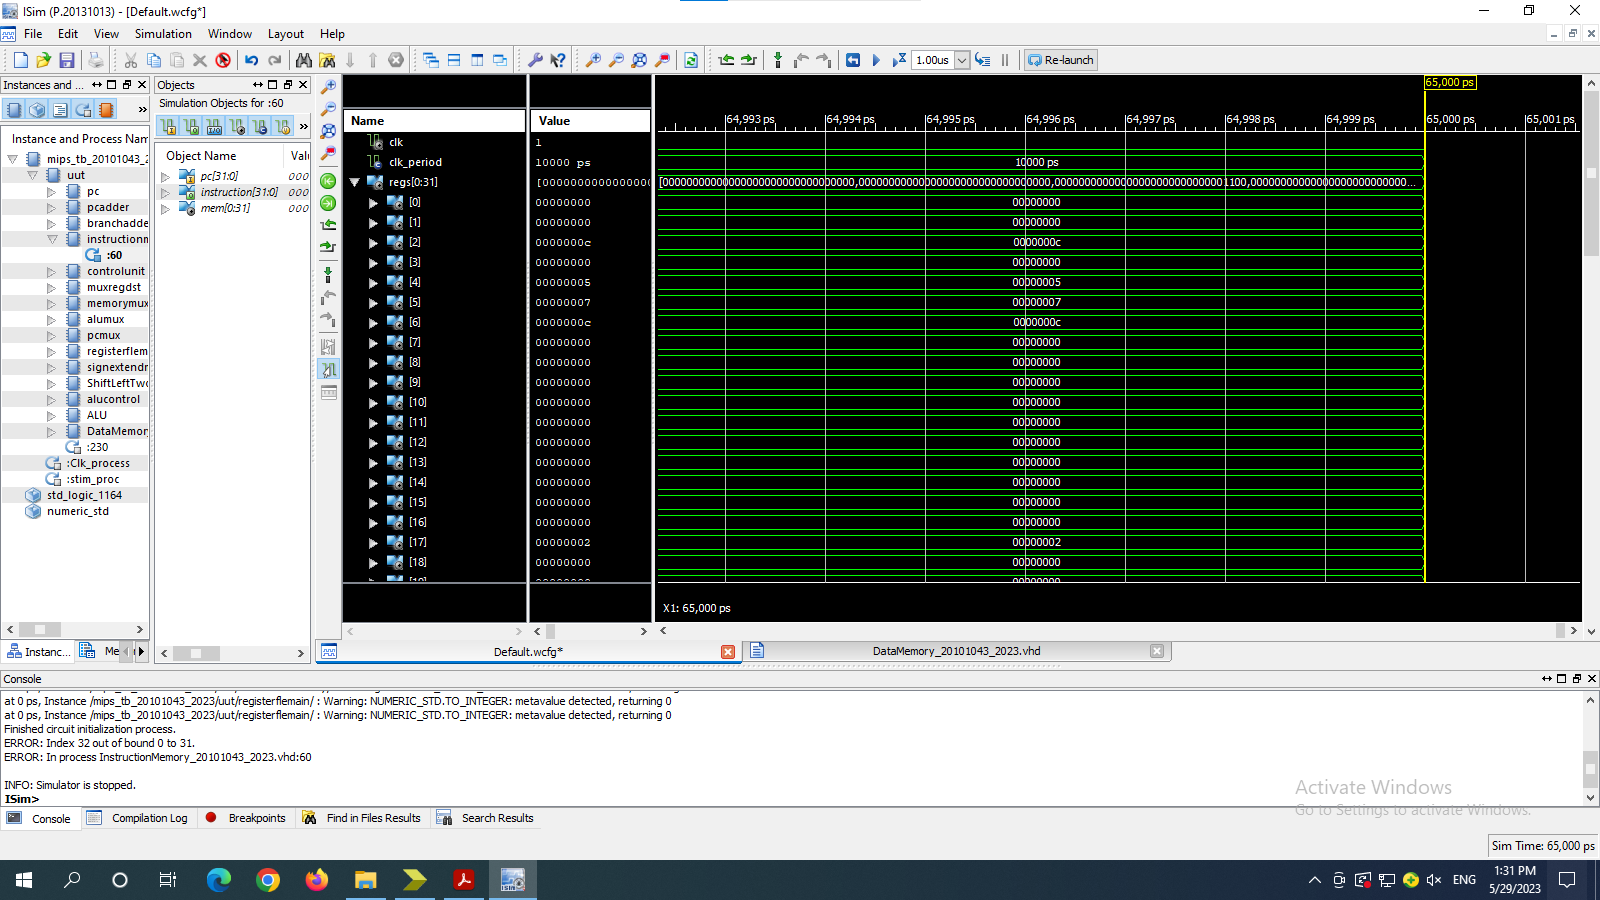 ISim (P.20131013) - [Default.wcfg*]
File Edit View Simulation Window Layout Help
1.00us
Re-launch
Instances and ...
Objects
Simulation Objects for :60
Instance and Process Nam
mips_tb_20101043_2
uut
pc
pcadder
branchadde
instructionm
:60
controlunit
muxregdst
memorymux
alumux
pcmux
registerflem
signextendr
ShiftLeftTwo
alucontrol
ALU
DataMemory
:230
:Clk_process
:stim_proc
std_logic_1164
numeric_std
Object Name Valu
pc[31:0] 000
instruction[31:0] 000
mem[0:31] 000
Name Value
65,000 ps
64,993 ps 64,994 ps 64,995 ps 64,996 ps 64,997 ps 64,998 ps 64,999 ps 65,000 ps 65,001 ps
clk 1
clk_period 10000 ps 10000 ps
regs[0:31]
[0] 00000000 00000000
[1] 00000000 00000000
[2] 0000000c 0000000c
[3] 00000000 00000000
[4] 00000005 00000005
[5] 00000007 00000007
[6] 0000000c 0000000c
[7] 00000000 00000000
[8] 00000000 00000000
[9] 00000000 00000000
[10] 00000000 00000000
[11] 00000000 00000000
[12] 00000000 00000000
[13] 00000000 00000000
[14] 00000000 00000000
[15] 00000000 00000000
[16] 00000000 00000000
[17] 00000002 00000002
[18] 00000000 00000000
X1: 65,000 ps
Instanc...
Me
Default.wcfg*
DataMemory_20101043_2023.vhd
Console
at 0 ps, Instance /mips_tb_20101043_2023/uut/registerflemain/ : Warning: NUMERIC_STD.TO_INTEGER: metavalue detected, returning 0
at 0 ps, Instance /mips_tb_20101043_2023/uut/registerflemain/ : Warning: NUMERIC_STD.TO_INTEGER: metavalue detected, returning 0
Finished circuit initialization process.
ERROR: Index 32 out of bound 0 to 31.
ERROR: In process InstructionMemory_20101043_2023.vhd:60
INFO: Simulator is stopped.
ISim>
Activate Windows
Go to Settings to activate Windows.
Console Compilation Log Breakpoints Find in Files Results Search Results
Sim Time: 65,000 ps
ENG
1:31 PM
5/29/2023